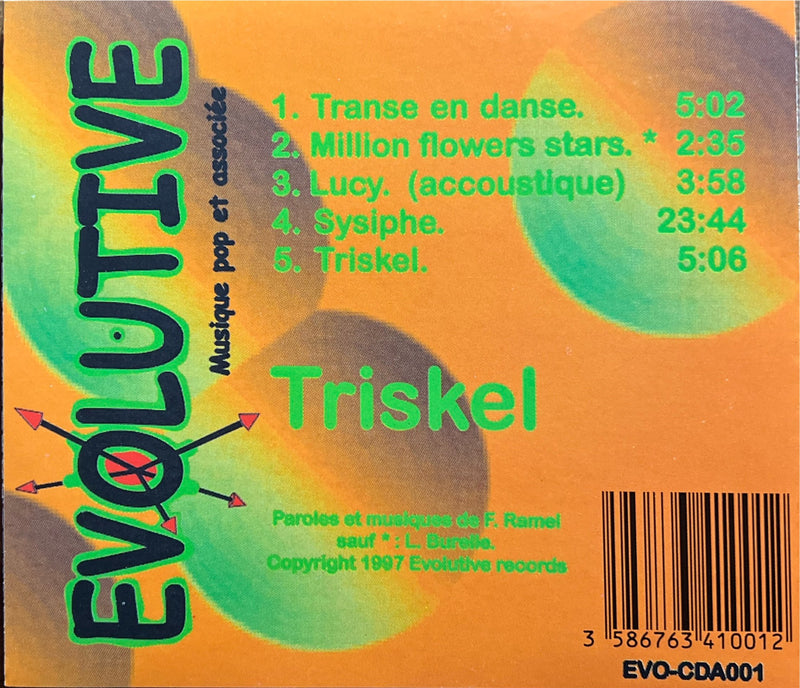 EVOLUTIVE
Musique pop et associée
1. Transe en danse. 5:02
2. Million flowers stars. * 2:35
3. Lucy. (accoustique) 3:58
4. Sysiphe. 23:44
5. Triskel. 5:06
Triskel
Paroles et musiques de F. Ramel
sauf * : L. Burelle.
Copyright 1997 Evolutive records
3 586763 410012
EVO-CDA001